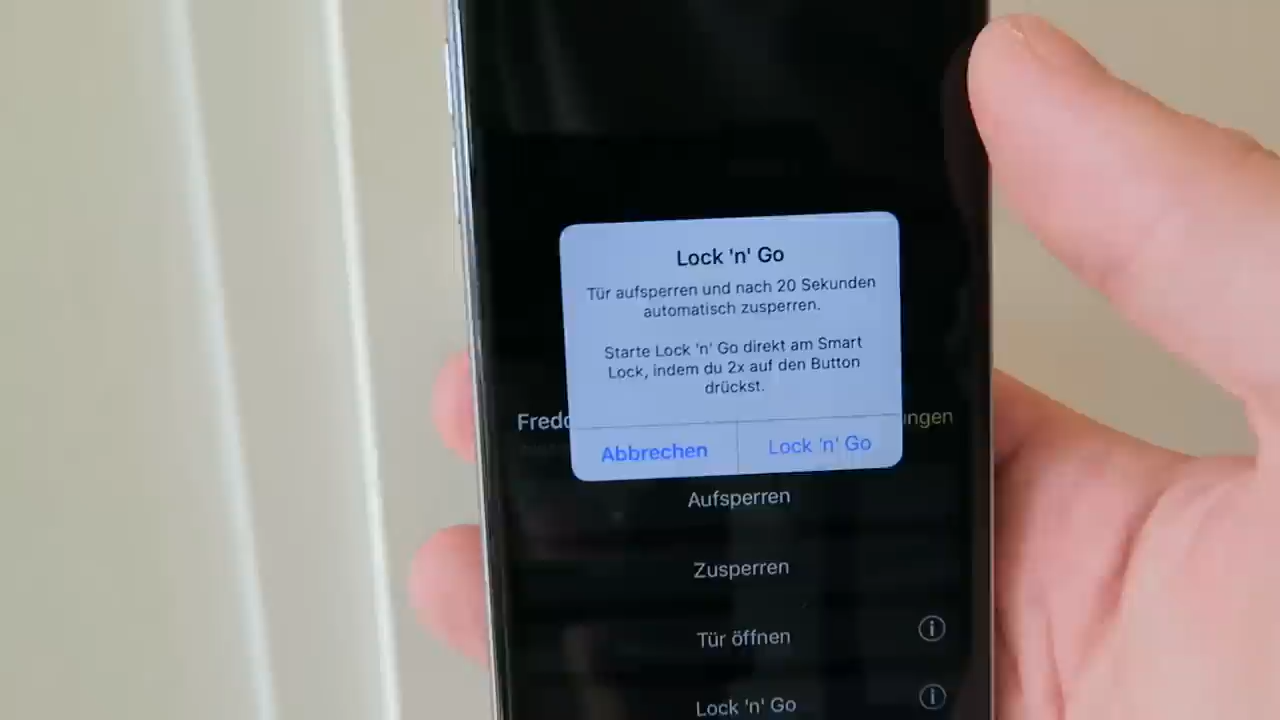 Lock 'n' Go
Tür aufsperren und nach 20 Sekunden
automatisch zusperren.
Starte Lock 'n' Go direkt am Smart
Lock, indem du 2x auf den Button
drückst.
Abbrechen Lock 'n' Go
Aufsperren
Zusperren
Tür öffnen
Lock 'n' Go